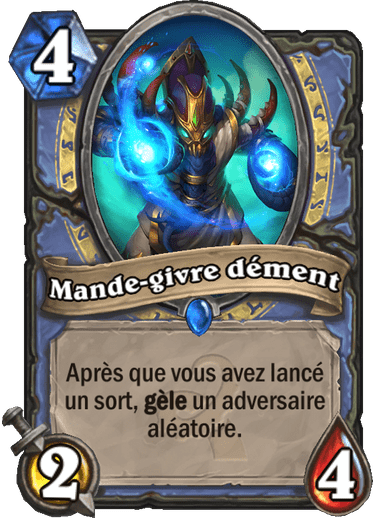 4
Mande-givre dément
Après que vous avez lancé
un sort, gèle un adversaire
aléatoire.
2
4